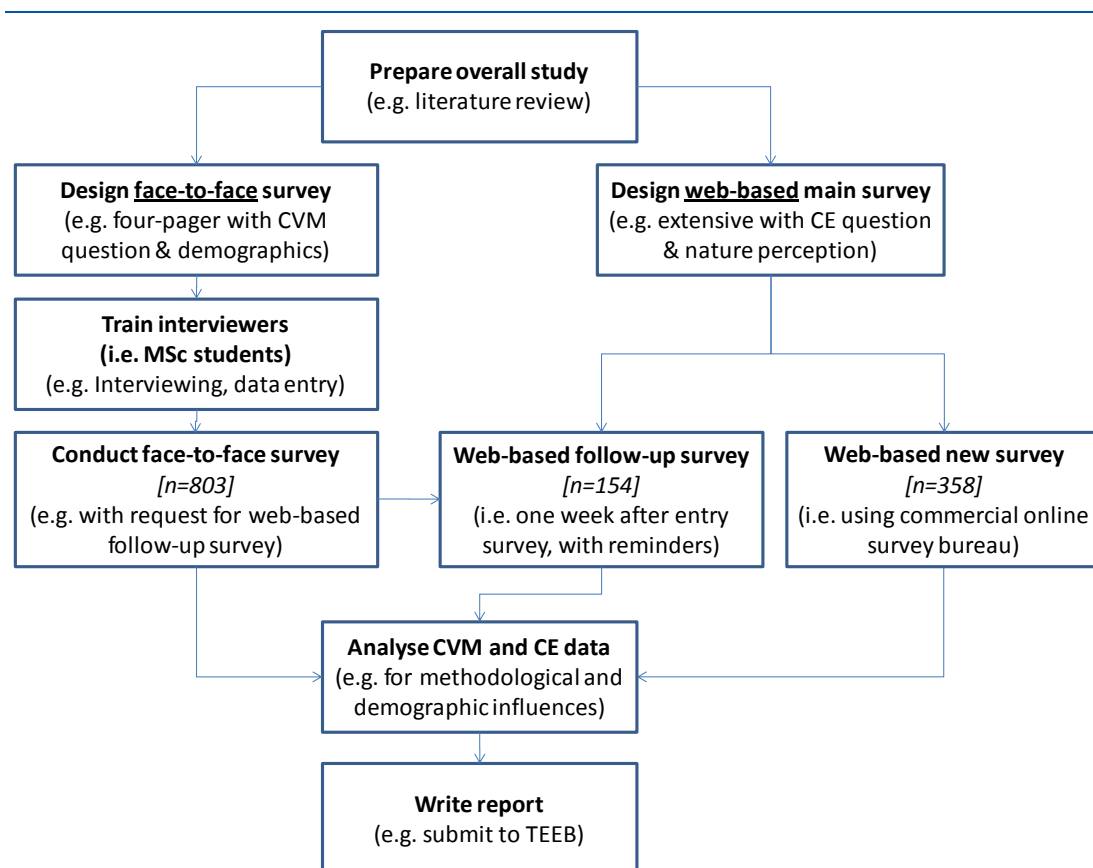 Prepare overall study
(e.g. literature review)
Design face-to-face survey
(e.g. four-pager with CVM
question & demographics)
Design web-based main survey
(e.g. extensive with CE question
& nature perception)
Train interviewers
(i.e. MSc students)
(e.g. Interviewing, data entry)
Conduct face-to-face survey
[n=803]
(e.g. with request for web-based
follow-up survey)
Web-based follow-up survey
[n=154]
(i.e. one week after entry
survey, with reminders)
Web-based new survey
[n=358]
(i.e. using commercial online
survey bureau)
Analyse CVM and CE data
(e.g. for methodological and
demographic influences)
Write report
(e.g. submit to TEEB)